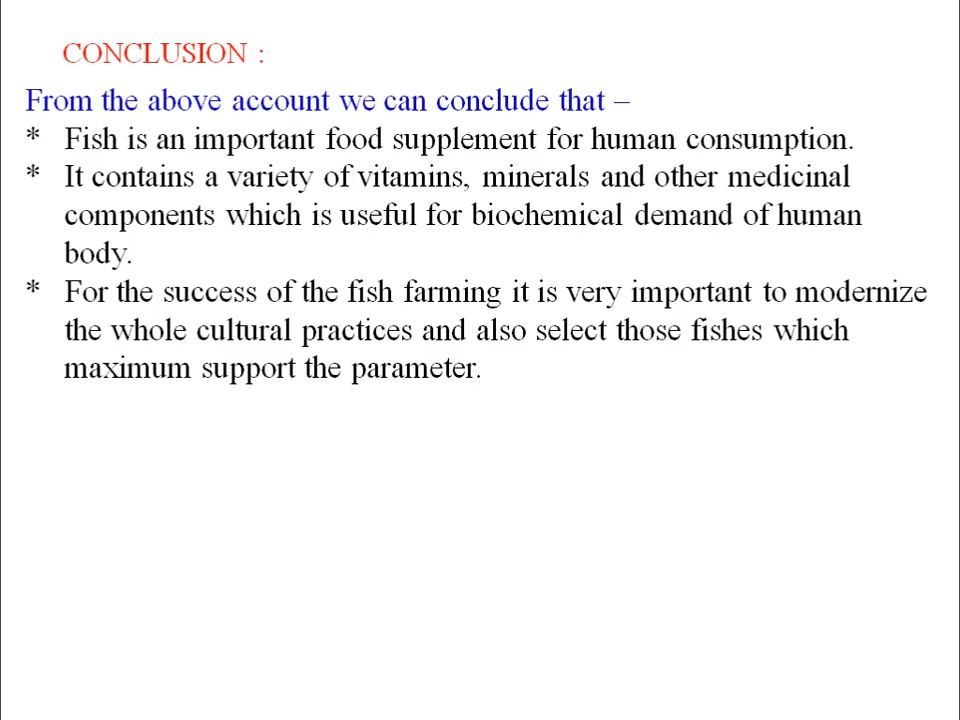 CONCLUSION :
From the above account we can conclude that –
* Fish is an important food supplement for human consumption.
* It contains a variety of vitamins, minerals and other medicinal
components which is useful for biochemical demand of human
body.
* For the success of the fish farming it is very important to modernize
the whole cultural practices and also select those fishes which
maximum support the parameter.